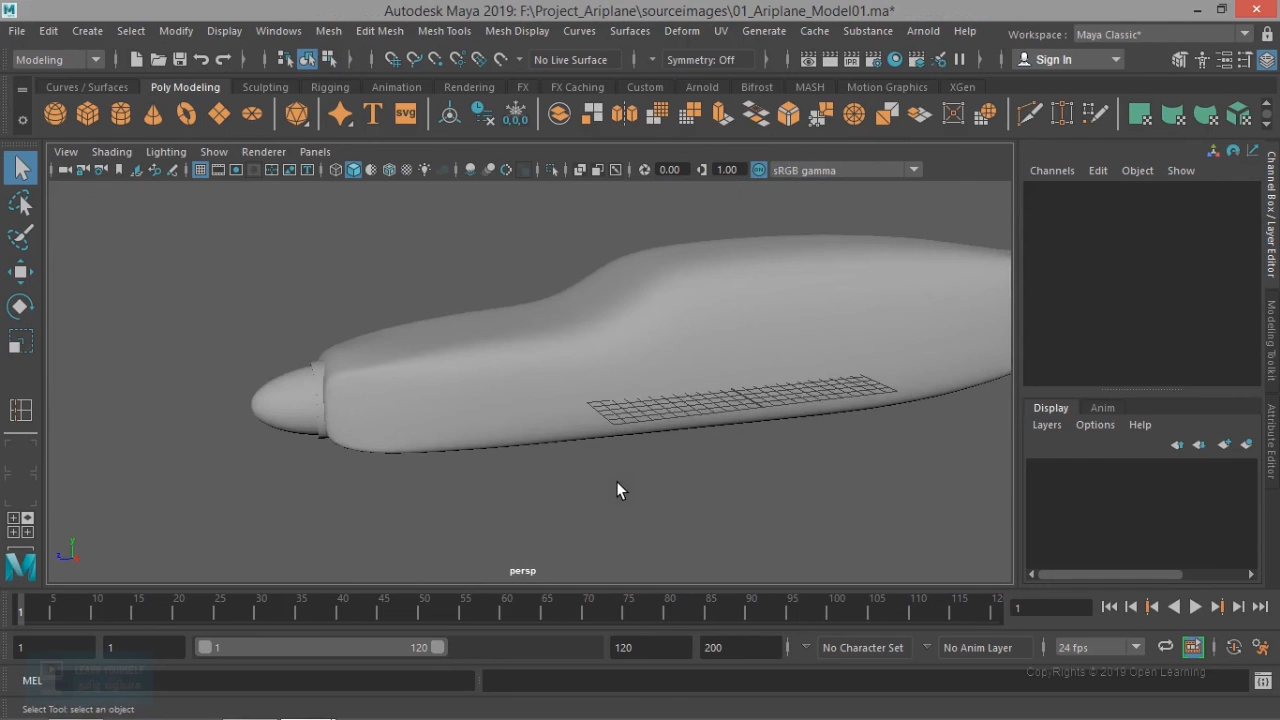 Autodesk Maya 2019: F:\Project_Ariplane\sourceimages\01_Ariplane_Model01.ma*
File Edit Create Select Modify Display Windows Mesh Edit Mesh Mesh Tools Mesh Display Curves Surfaces Deform UV Generate Cache Substance Arnold Help Workspace : Maya Classic*
Modeling No Live Surface Symmetry: Off Sign In
Curves / Surfaces Poly Modeling Sculpting Rigging Animation Rendering FX FX Caching Custom Arnold Bifrost MASH Motion Graphics XGen
T SVG 0,0,0
View Shading Lighting Show Renderer Panels
0.00 1.00 sRGB gamma
Channels Edit Object Show
Channel Box / Layer Editor
Modeling Toolkit
Attribute Editor
Display Anim
Layers Options Help
y
z
persp
1 5 10 15 20 25 30 35 40 45 50 55 60 65 70 75 80 85 90 95 100 105 110 115 12 1
1 1 1 120 120 200 No Character Set No Anim Layer 24 fps
MEL
CopyRights © 2019 Open Learning
Select Tool: select an object